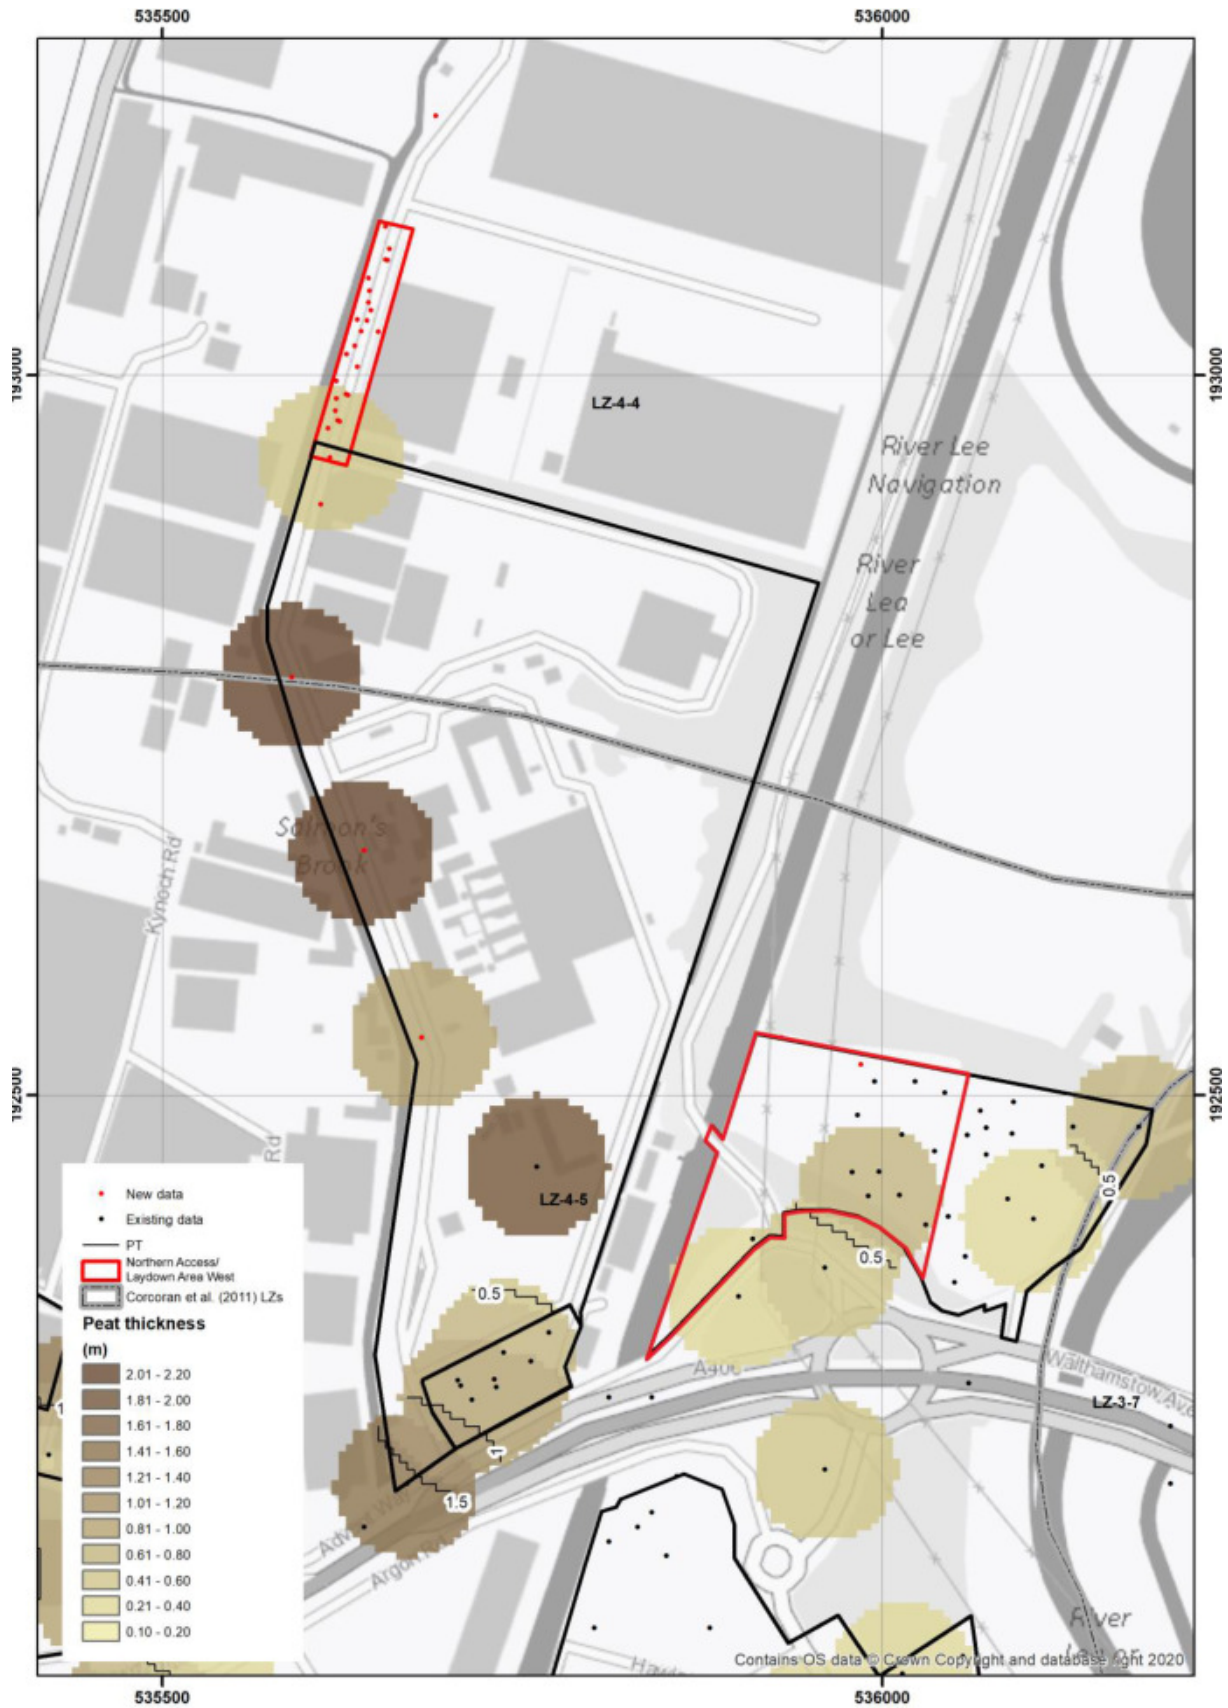 535500
536000
193000
193000
LZ-4-4
River Lee
Navigation
River
Lea
or Lee
Salmon's
Brook
Kynoch Rd
192500
192500
Rd
LZ-4-5
0.5
0.5
0.5
New data
Existing data
PT
Northern Access/
Laydown Area West
Corcoran et al. (2011) LZs
Peat thickness
(m)
2.01 - 2.20
1.81 - 2.00
1.61 - 1.80
1.41 - 1.60
1.21 - 1.40
1.01 - 1.20
0.81 - 1.00
0.61 - 0.80
0.41 - 0.60
0.21 - 0.40
0.10 - 0.20
Walthamstow Ave
LZ-3-7
1
1.5
Argon Rd
River
Contains OS data © Crown Copyright and database right 2020
535500
536000